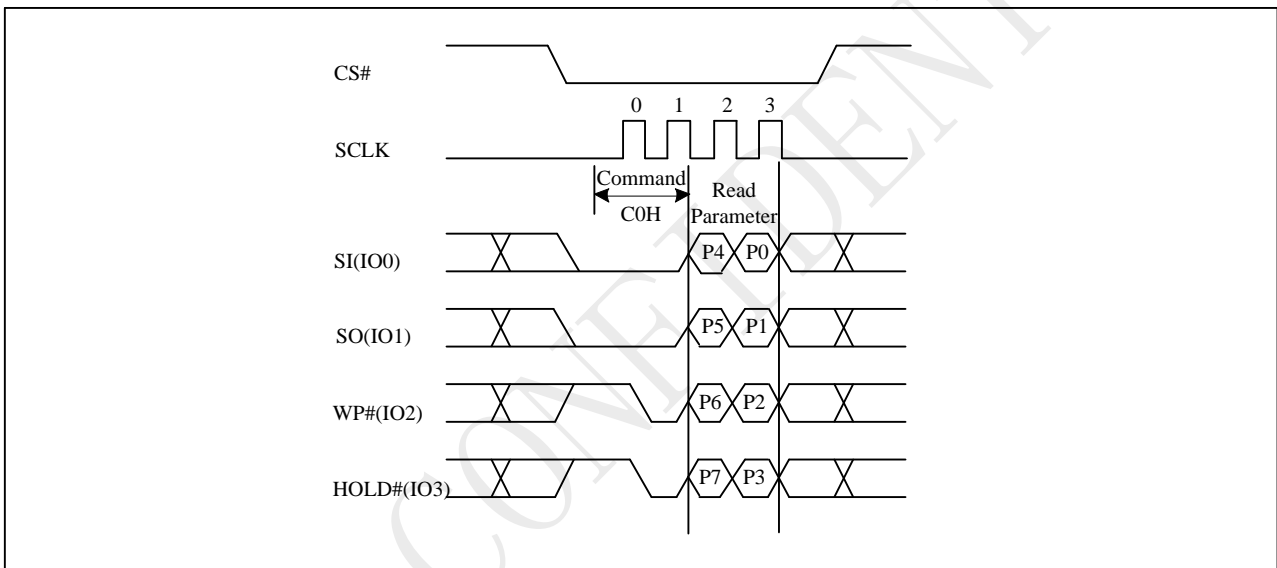 CS#
0 1 2 3
SCLK
Command
Read
C0H
Parameter
SI(IO0)
P4 P0
SO(IO1)
P5 P1
WP#(IO2)
P6 P2
HOLD#(IO3)
P7 P3